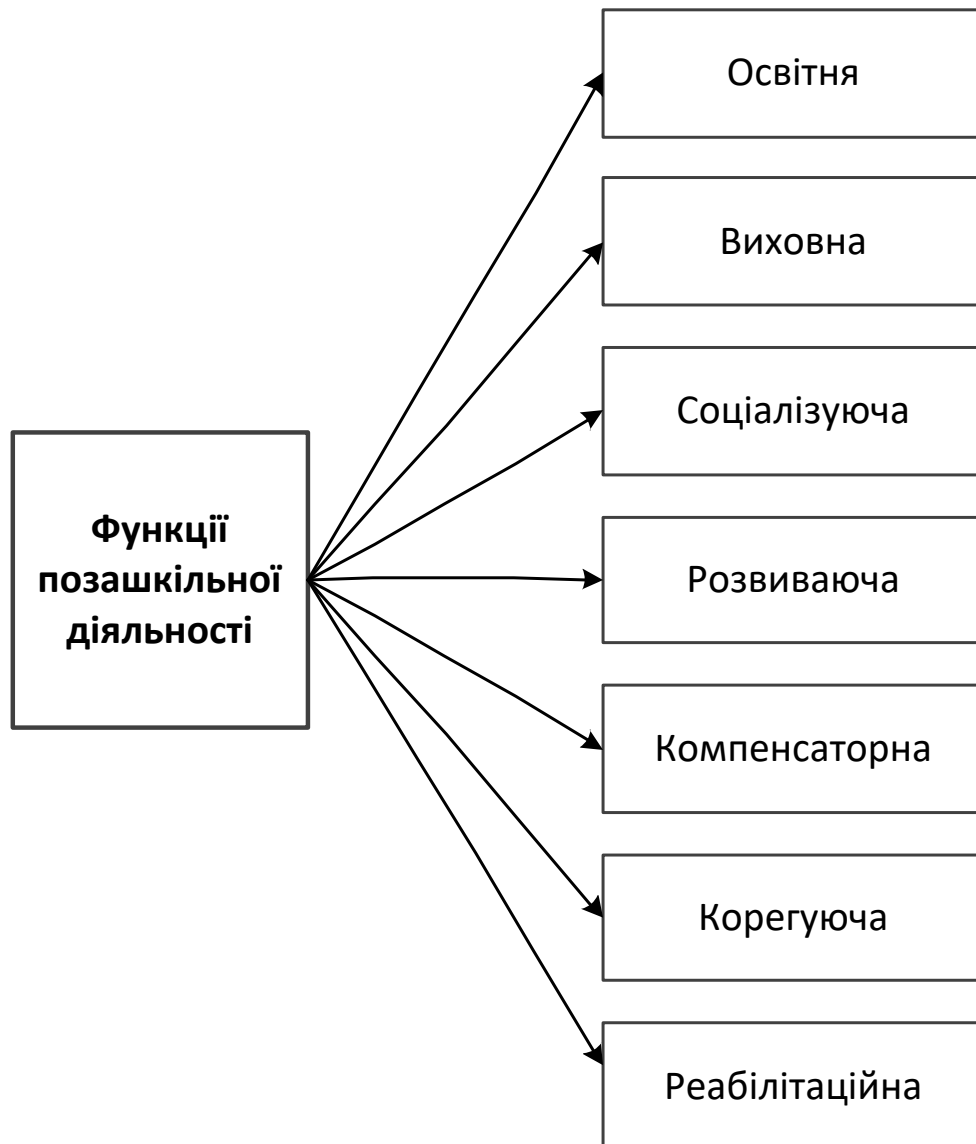 Функції
позашкільної
діяльності
Освітня
Виховна
Соціалізуюча
Розвиваюча
Компенсаторна
Корегуюча
Реабілітаційна